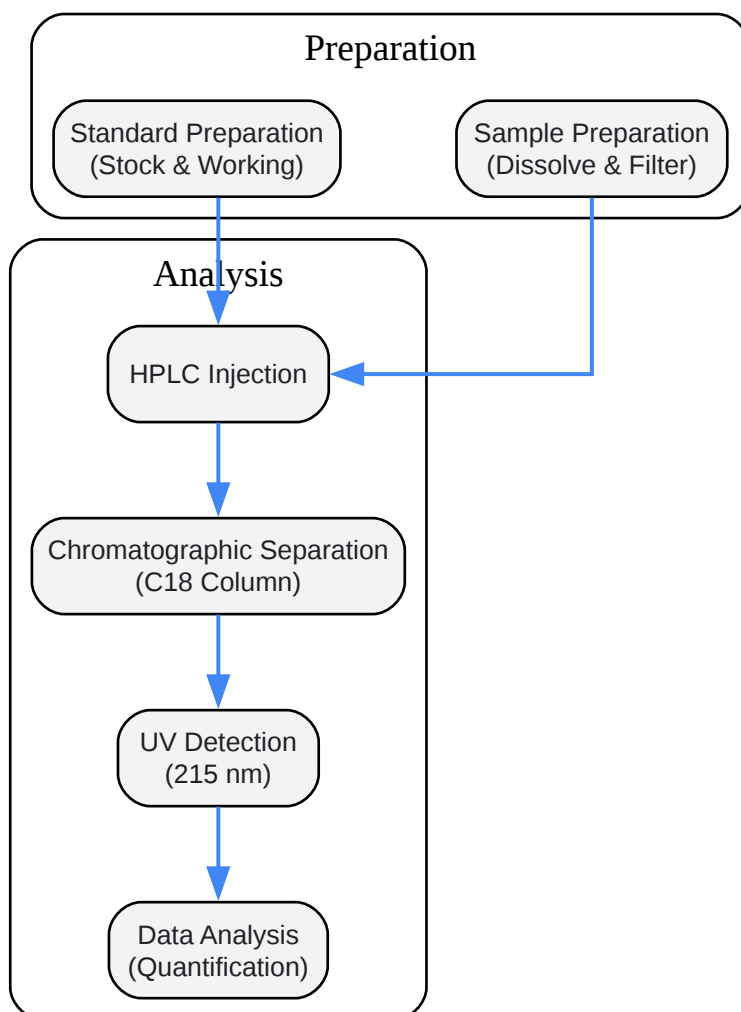 Preparation
Standard Preparation
(Stock & Working)
Sample Preparation
(Dissolve & Filter)
Analysis
HPLC Injection
Chromatographic Separation
(C18 Column)
UV Detection
(215 nm)
Data Analysis
(Quantification)